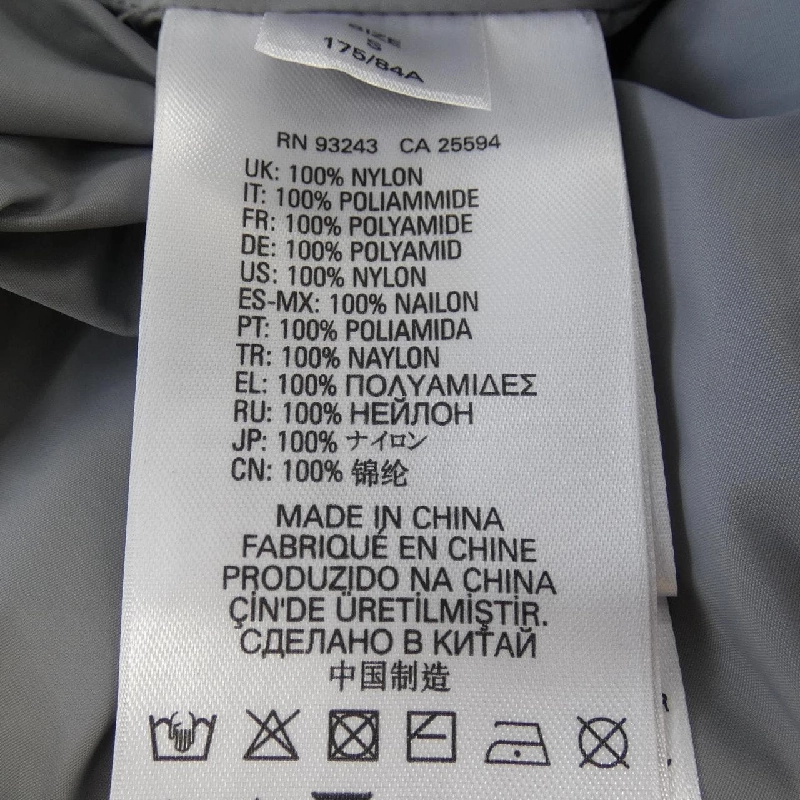 SIZE
S
175/84A
RN 93243 CA 25594
UK: 100% NYLON
IT: 100% POLIAMMIDE
FR: 100% POLYAMIDE
DE: 100% POLYAMID
US: 100% NYLON
ES-MX: 100% NAILON
PT: 100% POLIAMIDA
TR: 100% NAYLON
EL: 100% ΠΟΛΥΑΜΙΔΕΣ
RU: 100% НЕЙЛОН
JP: 100% ナイロン
CN: 100% 锦纶
MADE IN CHINA
FABRIQUÉ EN CHINE
PRODUZIDO NA CHINA
ÇİN'DE ÜRETİLMİŞTİR.
СДЕЛАНО В КИТАЙ
中国制造